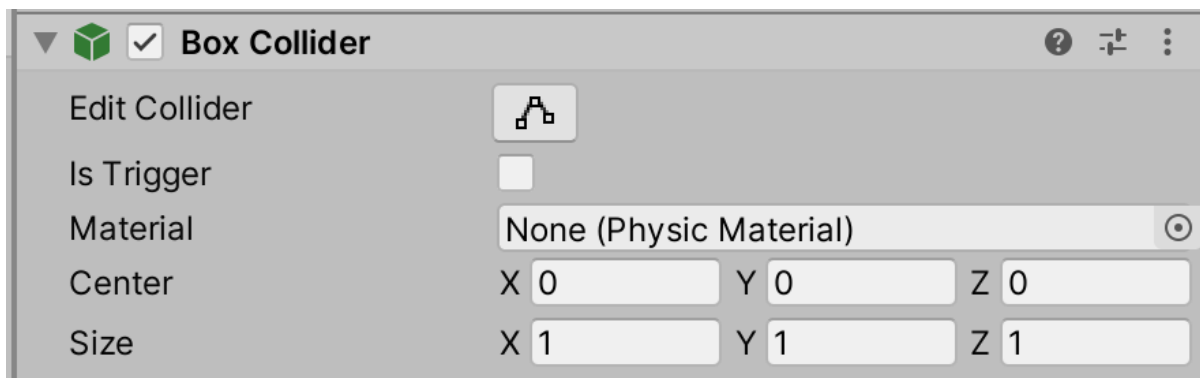 Box Collider
Edit Collider
Is Trigger
Material None (Physic Material)
Center X 0 Y 0 Z 0
Size X 1 Y 1 Z 1